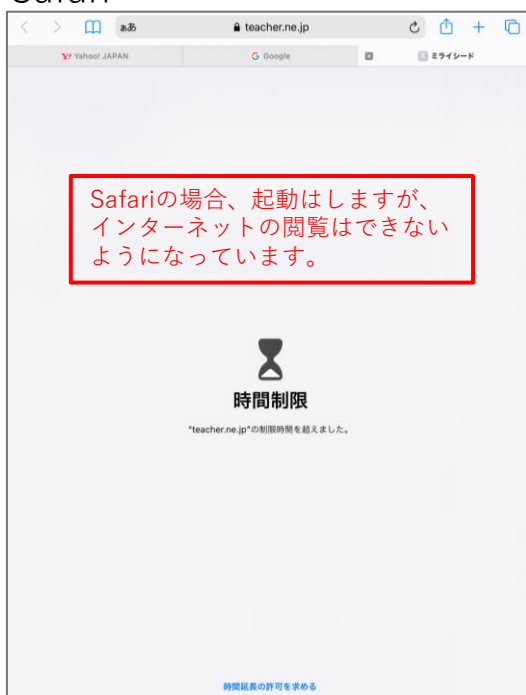 Safari
ぁあ
teacher.ne.jp
Yahoo! JAPAN
Google
ミライシード
Safariの場合、起動はしますが、
インターネットの閲覧はできない
ようになっています。
時間制限
"teacher.ne.jp"の制限時間を超えました。
時間延長の許可を求める